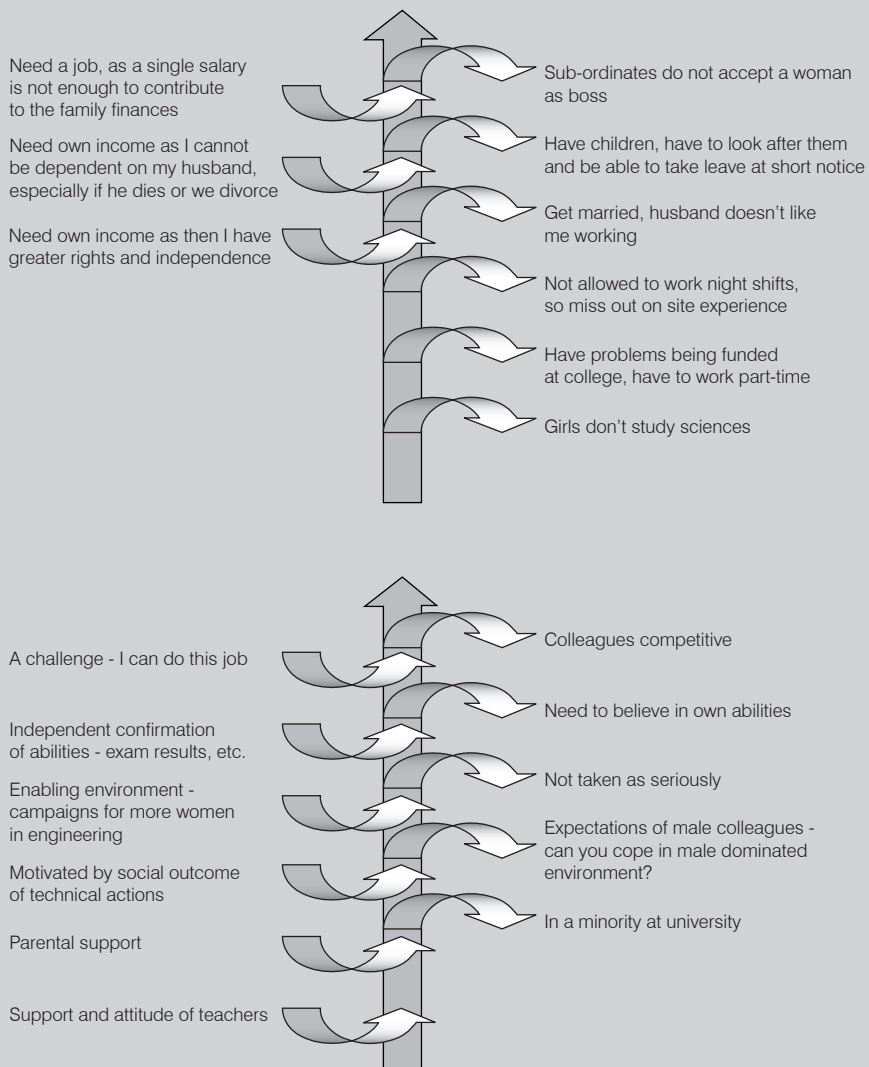 Need a job, as a single salary
is not enough to contribute
to the family finances
Need own income as I cannot
be dependent on my husband,
especially if he dies or we divorce
Need own income as then I have
greater rights and independence
Sub-ordinates do not accept a woman
as boss
Have children, have to look after them
and be able to take leave at short notice
Get married, husband doesn't like
me working
Not allowed to work night shifts,
so miss out on site experience
Have problems being funded
at college, have to work part-time
Girls don't study sciences
A challenge - I can do this job
Independent confirmation
of abilities - exam results, etc.
Enabling environment -
campaigns for more women
in engineering
Motivated by social outcome
of technical actions
Parental support
Support and attitude of teachers
Colleagues competitive
Need to believe in own abilities
Not taken as seriously
Expectations of male colleagues -
can you cope in male dominated
environment?
In a minority at university